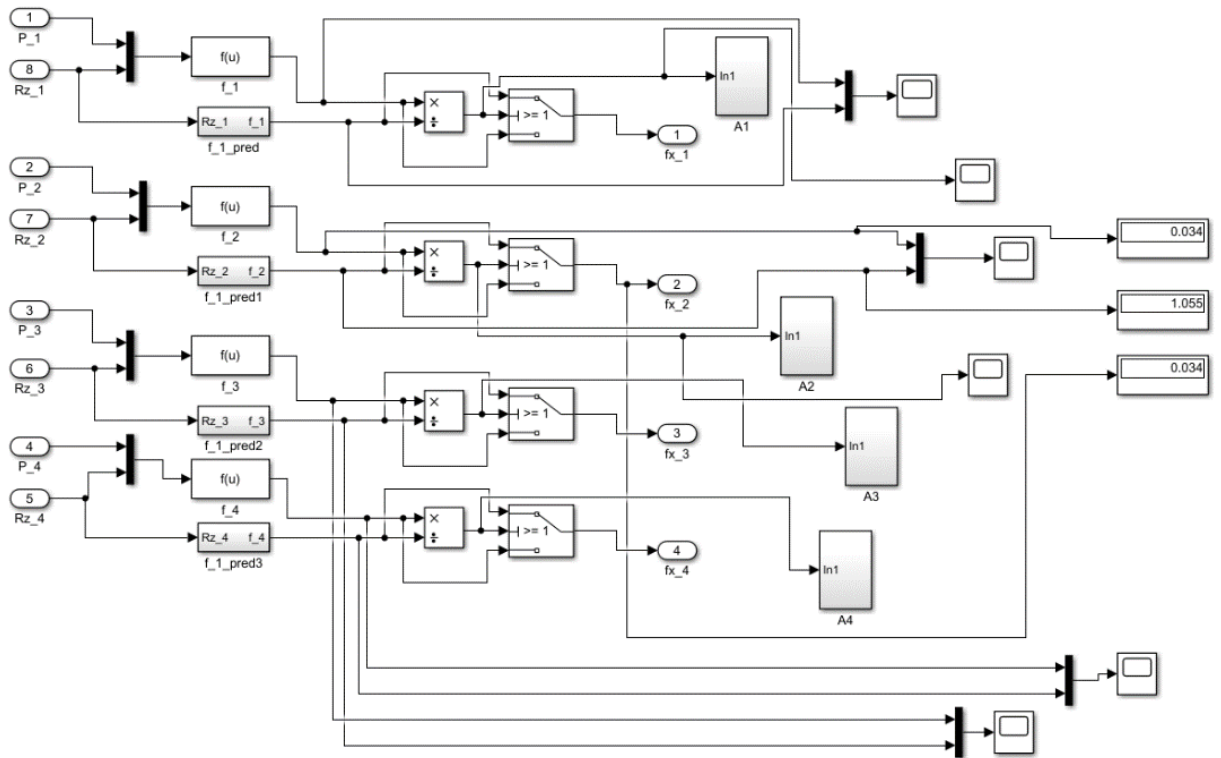 1
P_1
8
Rz_1
f(u)
f_1
Rz_1 f_1
f_1_pred
×
÷
>= 1
1
fx_1
In1
A1
2
P_2
7
Rz_2
f(u)
f_2
Rz_2 f_2
f_1_pred1
×
÷
>= 1
2
fx_2
In1
A2
0.034
1.055
0.034
3
P_3
6
Rz_3
f(u)
f_3
Rz_3 f_3
f_1_pred2
×
÷
>= 1
3
fx_3
In1
A3
4
P_4
5
Rz_4
f(u)
f_4
Rz_4 f_4
f_1_pred3
×
÷
>= 1
4
fx_4
In1
A4